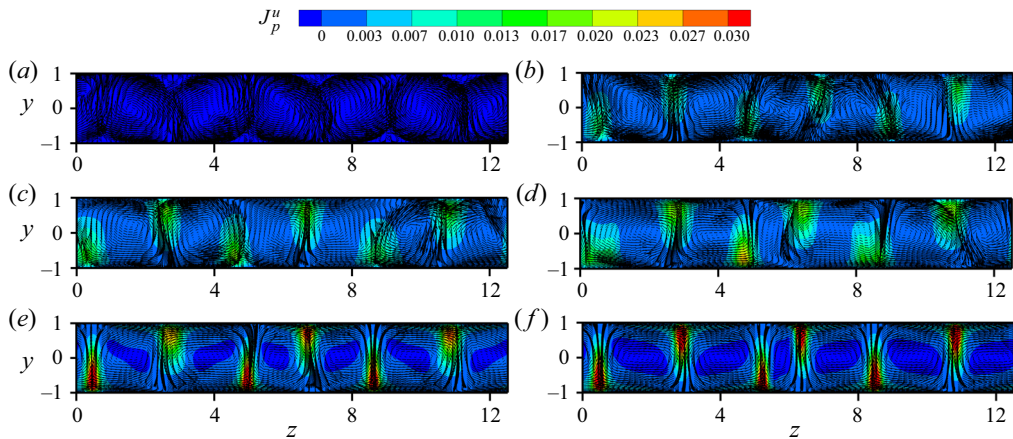 J_p^u
0 0.003 0.007 0.010 0.013 0.017 0.020 0.023 0.027 0.030
(a) (b)
y 1 0 –1 1 0 –1
0 4 8 12 0 4 8 12
(c) (d)
y 1 0 –1 1 0 –1
0 4 8 12 0 4 8 12
(e) (f)
y 1 0 –1 1 0 –1
0 4 8 12 0 4 8 12
z z